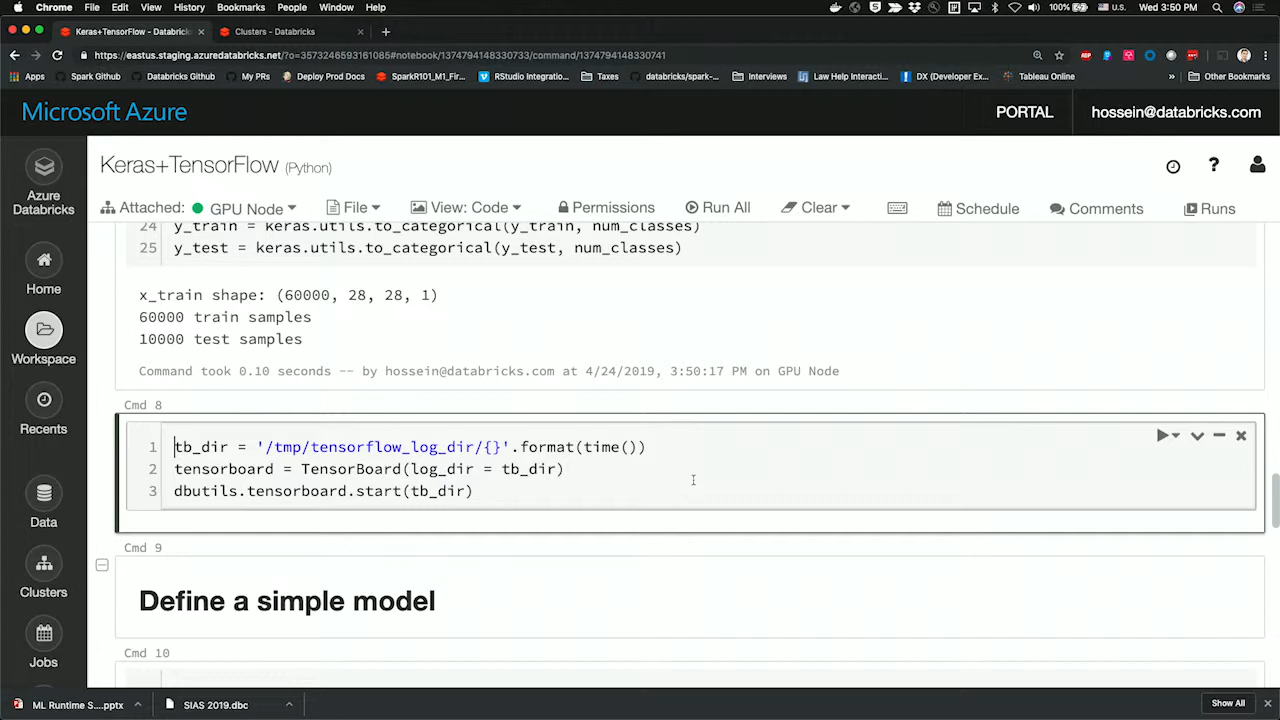 Chrome File Edit View History Bookmarks People Window Help
100% U.S. Wed 3:50 PM
Keras+TensorFlow - Databrick
Clusters - Databricks
https://eastus.staging.azuredatabricks.net/?o=3573246593161085#notebook/1374794148330733/command/1374794148330741
Apps Spark Github Databricks Github My PRs Deploy Prod Docs SparkR101_M1_Fir... RStudio Integratio... Taxes databricks/spark-... Interviews Law Help Interacti... DX (Developer Ex... Tableau Online » Other Bookmarks
Microsoft Azure
PORTAL
hossein@databricks.com
Azure
Databricks
Home
Workspace
Recents
Data
Clusters
Jobs
Keras+TensorFlow (Python)
?
Attached: GPU Node File View: Code Permissions Run All Clear Schedule Comments Runs
24 y_train = keras.utils.to_categorical(y_train, num_classes)
25 y_test = keras.utils.to_categorical(y_test, num_classes)
x_train shape: (60000, 28, 28, 1)
60000 train samples
10000 test samples
Command took 0.10 seconds -- by hossein@databricks.com at 4/24/2019, 3:50:17 PM on GPU Node
Cmd 8
1 tb_dir = '/tmp/tensorflow_log_dir/{}'.format(time())
2 tensorboard = TensorBoard(log_dir = tb_dir)
3 dbutils.tensorboard.start(tb_dir)
Cmd 9
Define a simple model
Cmd 10
ML Runtime S....pptx
SIAS 2019.dbc
Show All